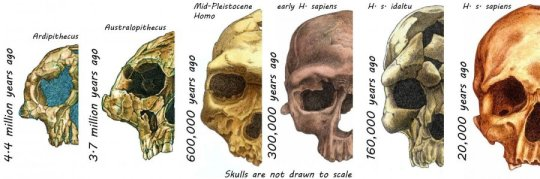 Ardipithecus
4.4 million years ago
Australopithecus
3.7 million years ago
Mid-Pleistocene
Homo
600,000 years ago
early H. sapiens
300,000 years ago
H. s. idaltu
160,000 years ago
H. s. sapiens
20,000 years ago
Skulls are not drawn to scale